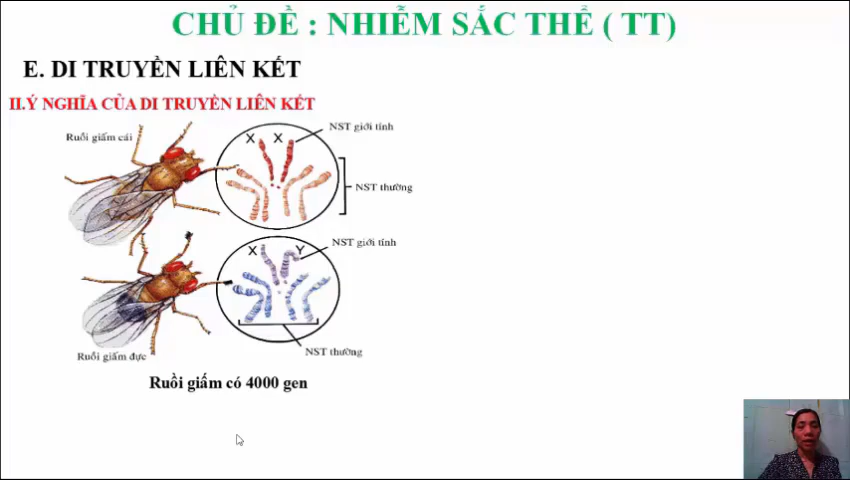 CHỦ ĐỀ : NHIỄM SẮC THỂ ( TT)
E. DI TRUYỀN LIÊN KẾT
II.Ý NGHĨA CỦA DI TRUYỀN LIÊN KẾT
Ruồi giấm cái
X X
NST giới tính
NST thường
X Y
NST giới tính
NST thường
Ruồi giấm đực
Ruồi giấm có 4000 gen